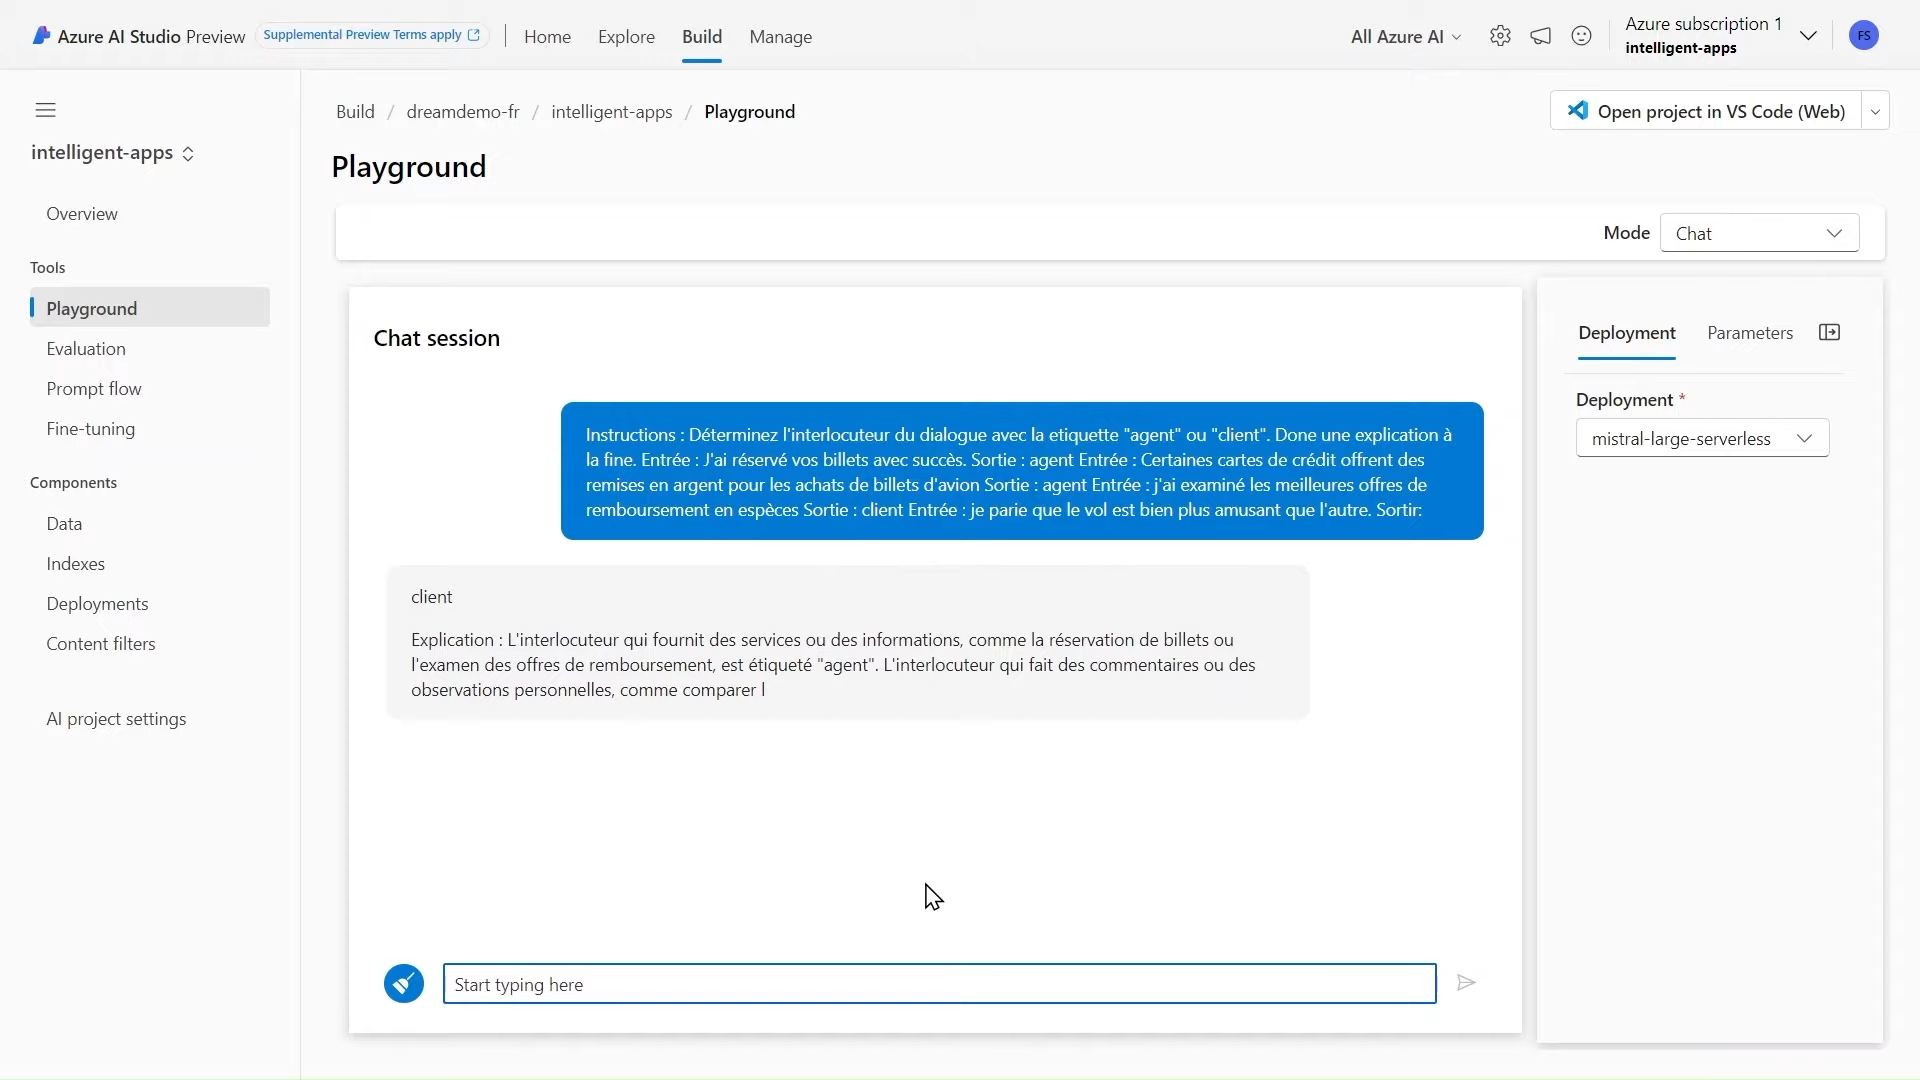 Azure AI Studio Preview
Supplemental Preview Terms apply
Home
Explore
Build
Manage
All Azure AI
Azure subscription 1
intelligent-apps
FS
intelligent-apps
Overview
Tools
Playground
Evaluation
Prompt flow
Fine-tuning
Components
Data
Indexes
Deployments
Content filters
AI project settings
Build / dreamdemo-fr / intelligent-apps / Playground
Open project in VS Code (Web)
Playground
Mode
Chat
Chat session
Instructions : Déterminez l'interlocuteur du dialogue avec la etiquette "agent" ou "client". Done une explication à
la fine. Entrée : J'ai réservé vos billets avec succès. Sortie : agent Entrée : Certaines cartes de crédit offrent des
remises en argent pour les achats de billets d'avion Sortie : agent Entrée : j'ai examiné les meilleures offres de
remboursement en espèces Sortie : client Entrée : je parie que le vol est bien plus amusant que l'autre. Sortir:
client
Explication : L'interlocuteur qui fournit des services ou des informations, comme la réservation de billets ou
l'examen des offres de remboursement, est étiqueté "agent". L'interlocuteur qui fait des commentaires ou des
observations personnelles, comme comparer l
Start typing here
Deployment
Parameters
Deployment *
mistral-large-serverless